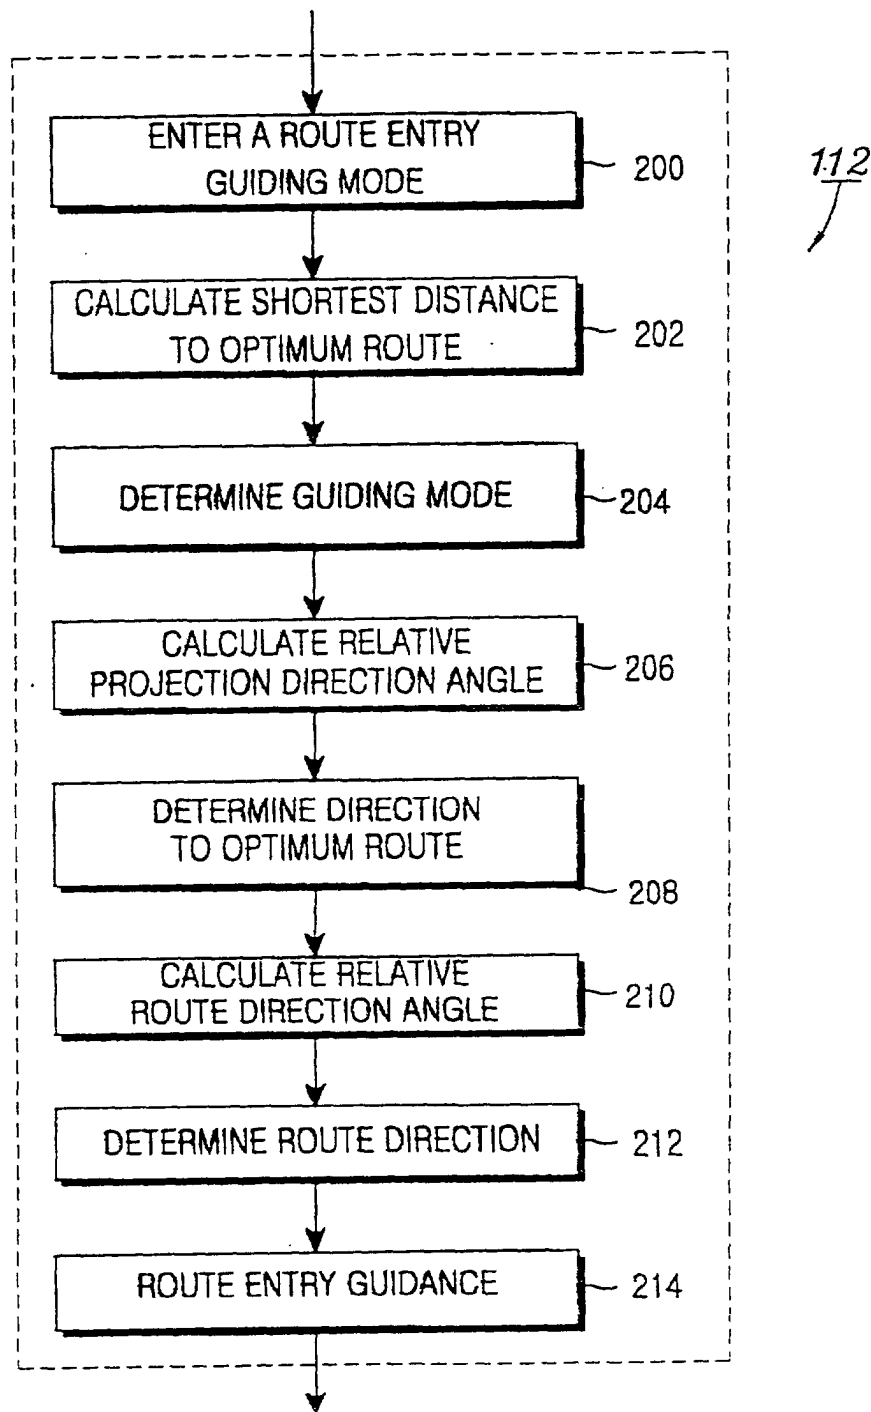 ENTER A ROUTE ENTRY
GUIDING MODE
200
112
CALCULATE SHORTEST DISTANCE
TO OPTIMUM ROUTE
202
DETERMINE GUIDING MODE
204
CALCULATE RELATIVE
PROJECTION DIRECTION ANGLE
206
DETERMINE DIRECTION
TO OPTIMUM ROUTE
208
CALCULATE RELATIVE
ROUTE DIRECTION ANGLE
210
DETERMINE ROUTE DIRECTION
212
ROUTE ENTRY GUIDANCE
214